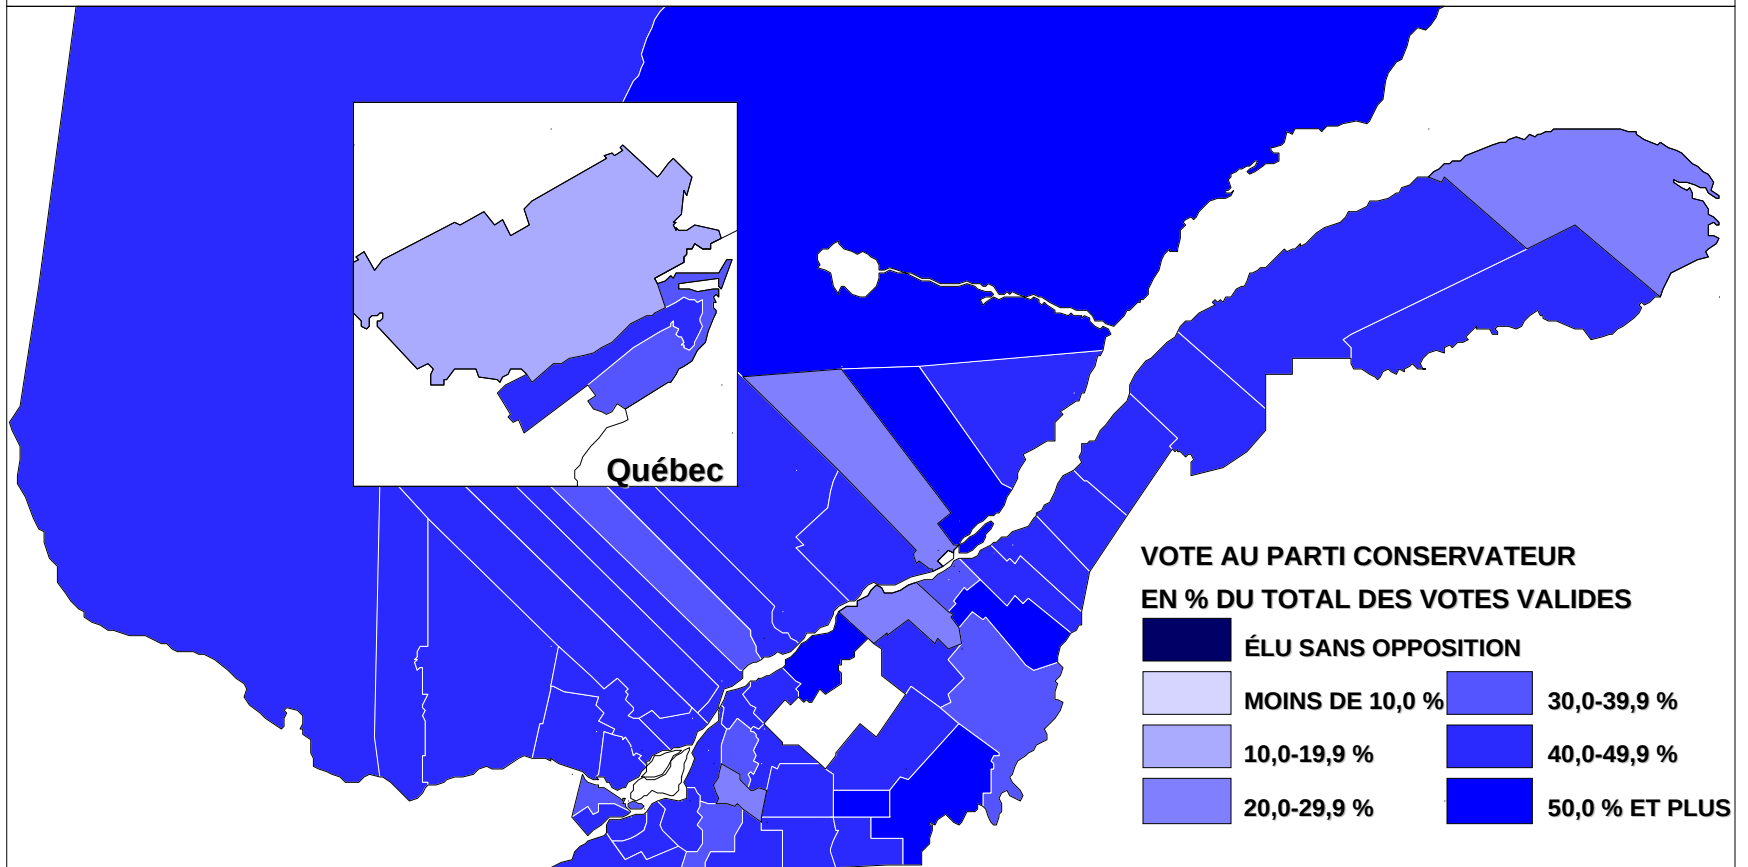 Québec
VOTE AU PARTI CONSERVATEUR
EN % DU TOTAL DES VOTES VALIDES
ÉLU SANS OPPOSITION
MOINS DE 10,0 %
30,0-39,9 %
10,0-19,9 %
40,0-49,9 %
20,0-29,9 %
50,0 % ET PLUS